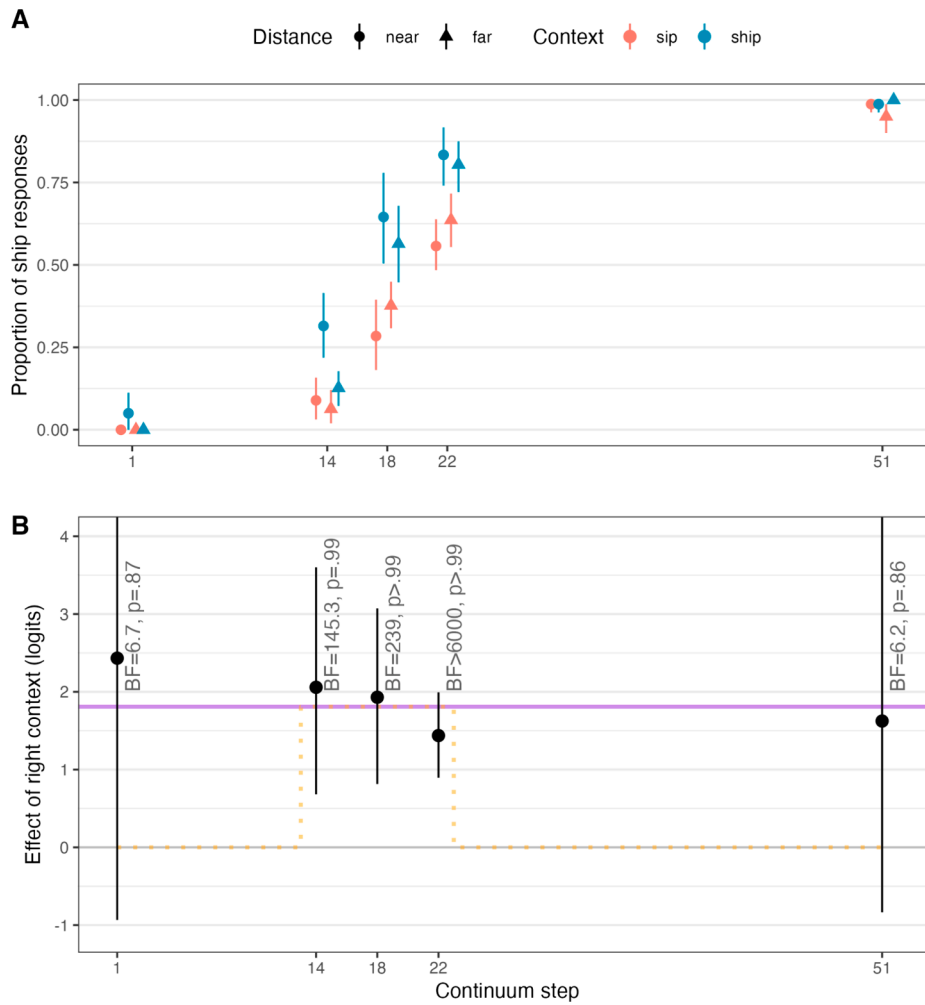 A
Distance near far Context sip ship
Proportion of ship responses
1.00
0.75
0.50
0.25
0.00
1 14 18 22 51
B
Effect of right context (logits)
4
3
2
1
0
-1
BF=6.7, p=.87
BF=145.3, p=.99
BF=239, p>.99
BF>6000, p>.99
BF=6.2, p=.86
1 14 18 22 51
Continuum step